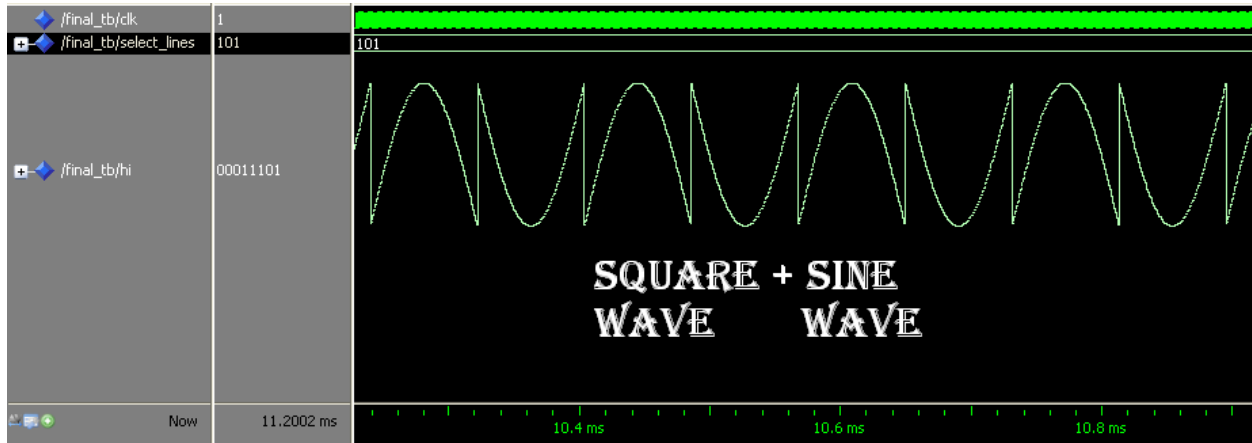 /final_tb/clk 1
/final_tb/select_lines 101 101
/final_tb/hi 00011101
SQUARE + SINE
WAVE WAVE
Now 11.2002 ms 10.4 ms 10.6 ms 10.8 ms